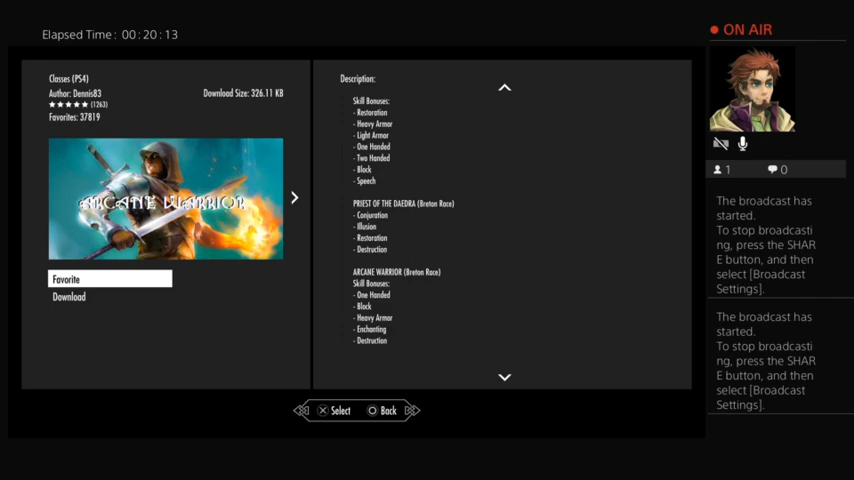 Elapsed Time : 00:20:13
ON AIR
Classes (PS4)
Author: Dennis83
Download Size: 326.11 KB
★★★★★ (1263)
Favorites: 37819
ARCANE WARRIOR
Favorite
Download
Description:
Skill Bonuses:
- Restoration
- Heavy Armor
- Light Armor
- One Handed
- Two Handed
- Block
- Speech
PRIEST OF THE DAEDRA (Breton Race)
- Conjuration
- Illusion
- Restoration
- Destruction
ARCANE WARRIOR (Breton Race)
Skill Bonuses:
- One Handed
- Block
- Heavy Armor
- Enchanting
- Destruction
Select
Back
1
0
The broadcast has
started.
To stop broadcasti
ng, press the SHAR
E button, and then
select [Broadcast
Settings].
The broadcast has
started.
To stop broadcasti
ng, press the SHAR
E button, and then
select [Broadcast
Settings].